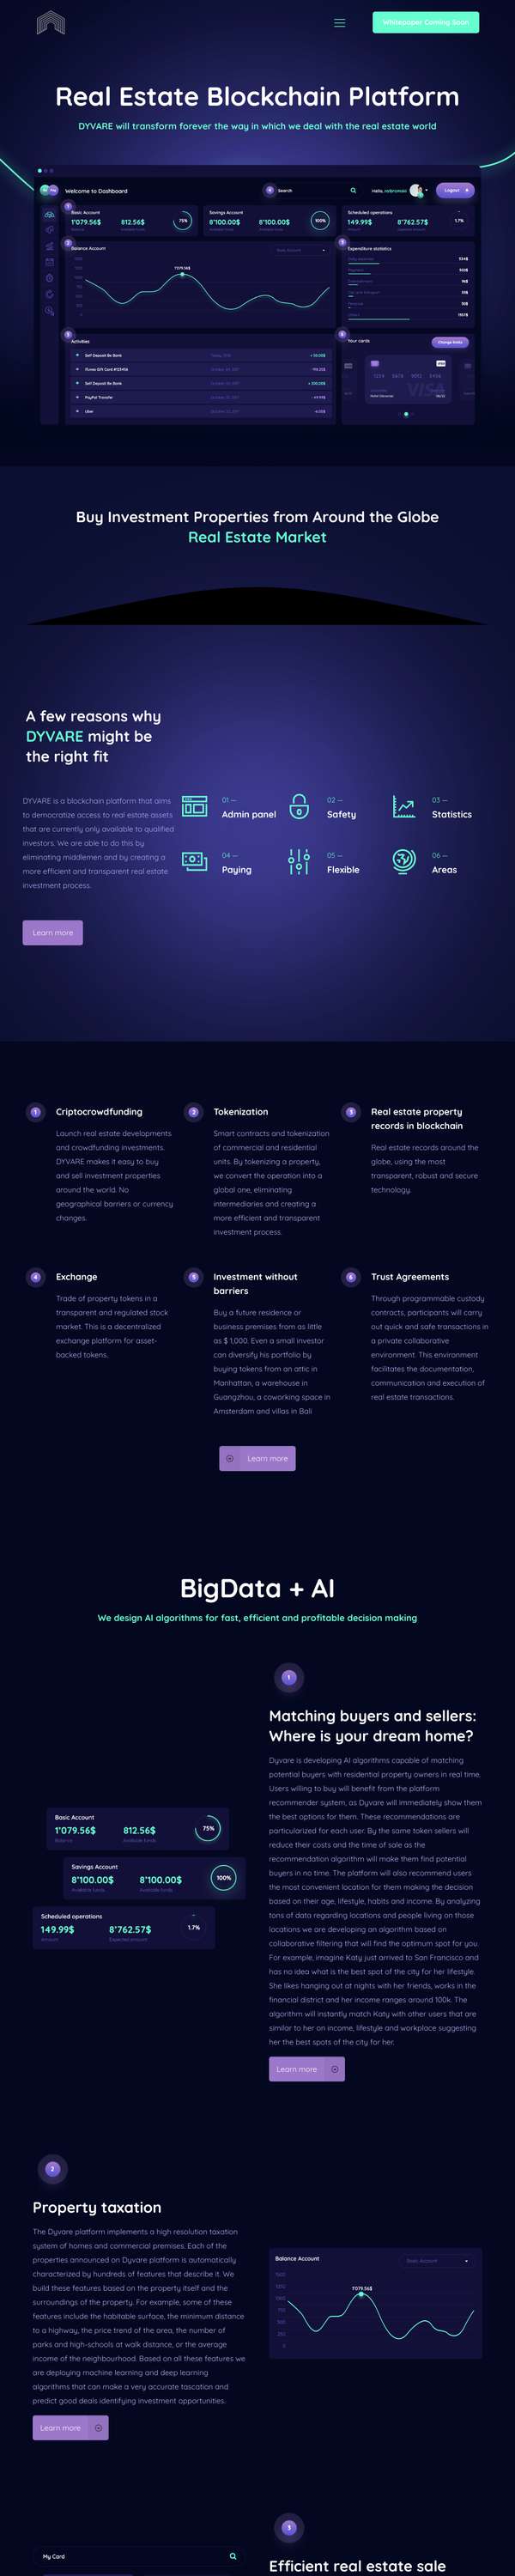 Whitepaper Coming Soon
Real Estate Blockchain Platform
DYVARE will transform forever the way in which we deal with the real estate world
Welcome to Dashboard
4
Search
Logout
1
Basic Account
1'079.56$
812.56$
75%
Savings Account
8'100.00$
8'100.00$
100%
Scheduled operations
149.99$
8'762.57$
1.7%
2
Balance Account
1'079.56$
Expenditure statistics
5
Activities
Self Deposit Be Bank
iTunes Gift Card #123456
Self Deposit Be Bank
PayPal Transfer
Uber
Your cards
Change limits
VISA
Buy Investment Properties from Around the Globe
Real Estate Market
A few reasons why
DYVARE might be
the right fit
DYVARE is a blockchain platform that aims
to democratize access to real estate assets
that are currently only available to qualified
investors. We are able to do this by
eliminating middlemen and by creating a
more efficient and transparent real estate
investment process.
Learn more
01 —
Admin panel
02 —
Safety
03 —
Statistics
04 —
Paying
05 —
Flexible
06 —
Areas
1
Criptocrowdfunding
Launch real estate developments
and crowdfunding investments.
DYVARE makes it easy to buy
and sell investment properties
around the world. No
geographical barriers or currency
changes.
2
Tokenization
Smart contracts and tokenization
of commercial and residential
units. By tokenizing a property,
we convert the operation into a
global one, eliminating
intermediaries and creating a
more efficient and transparent
investment process.
3
Real estate property
records in blockchain
Real estate records around the
globe, using the most
transparent, robust and secure
technology.
4
Exchange
Trade of property tokens in a
transparent and regulated stock
market. This is a decentralized
exchange platform for asset-
backed tokens.
5
Investment without
barriers
Buy a future residence or
business premises from as little
as $ 1,000. Even a small investor
can diversify his portfolio by
buying tokens from an attic in
Manhattan, a warehouse in
Guangzhou, a coworking space in
Amsterdam and villas in Bali
6
Trust Agreements
Through programmable custody
contracts, participants will carry
out quick and safe transactions in
a private collaborative
environment. This environment
facilitates the documentation,
communication and execution of
real estate transactions.
Learn more
BigData + AI
We design AI algorithms for fast, efficient and profitable decision making
1
Matching buyers and sellers:
Where is your dream home?
Dyvare is developing AI algorithms capable of matching
potential buyers with residential property owners in real time.
Users willing to buy will benefit from the platform
recommender system, as Dyvare will immediately show them
the best options for them. These recommendations are
particularized for each user. By the same token sellers will
reduce their costs and the time of sale as the
recommendation algorithm will make them find potential
buyers in no time. The platform will also recommend users
the most convenient location for them making the decision
based on their age, lifestyle, habits and income. By analyzing
tons of data regarding locations and people living on those
locations we are developing an algorithm based on
collaborative filtering that will find the optimum spot for you.
For example, imagine Katy just arrived to San Francisco and
has no idea what is the best spot of the city for her lifestyle.
She likes hanging out at nights with her friends, works in the
financial district and her income ranges around 100k. The
algorithm will instantly match Katy with other users that are
similar to her on income, lifestyle and workplace suggesting
her the best spots of the city for her.
Learn more
Basic Account
1'079.56$
812.56$
Balance
Available funds
75%
Savings Account
8'100.00$
8'100.00$
Available funds
Available funds
100%
Scheduled operations
149.99$
8'762.57$
Amount
Expected amount
1.7%
2
Property taxation
The Dyvare platform implements a high resolution taxation
system of homes and commercial premises. Each of the
properties announced on Dyvare platform is automatically
characterized by hundreds of features that describe it. We
build these features based on the property itself and the
surroundings of the property. For example, some of these
features include the habitable surface, the minimum distance
to a highway, the price trend of the area, the number of
parks and high-schools at walk distance, or the average
income of the neighbourhood. Based on all these features we
are deploying machine learning and deep learning
algorithms that can make a very accurate tascation and
predict good deals identifying investment opportunities.
Learn more
Balance Account
Basic Account
1'079.56$
3
Efficient real estate sale
My Card